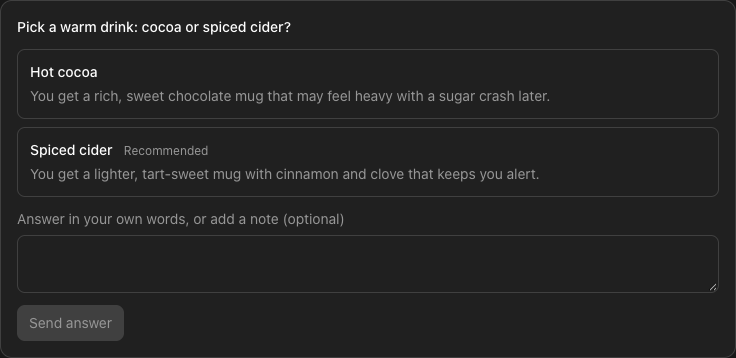 Pick a warm drink: cocoa or spiced cider?
Hot cocoa
You get a rich, sweet chocolate mug that may feel heavy with a sugar crash later.
Spiced cider Recommended
You get a lighter, tart-sweet mug with cinnamon and clove that keeps you alert.
Answer in your own words, or add a note (optional)
Send answer